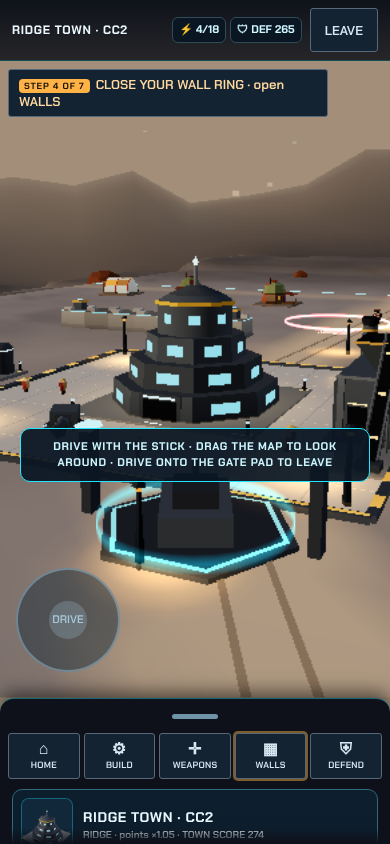 RIDGE TOWN · CC2
⚡ 4/18
🛡 DEF 265
LEAVE
STEP 4 OF 7 CLOSE YOUR WALL RING · open
WALLS
DRIVE WITH THE STICK · DRAG THE MAP TO LOOK
AROUND · DRIVE ONTO THE GATE PAD TO LEAVE
DRIVE
HOME
BUILD
WEAPONS
WALLS
DEFEND
RIDGE TOWN · CC2
RIDGE · points ×1.05 · TOWN SCORE 274